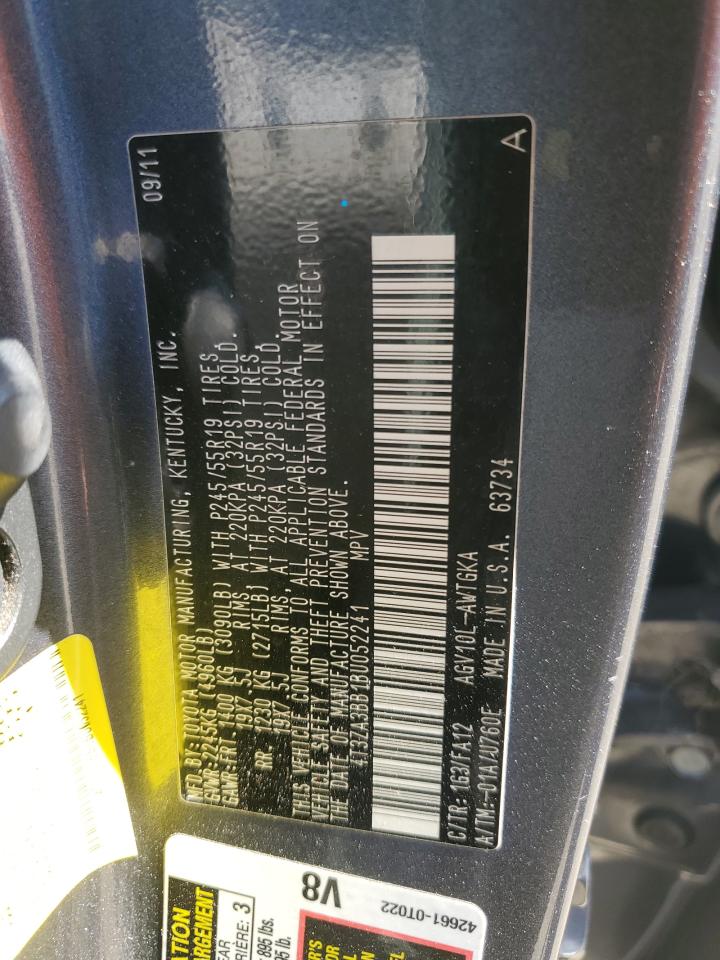 09/11
MFD. BY: TOYOTA MOTOR MANUFACTURING, KENTUCKY, INC.
GVWR-2245KG (4960LB)
GAWR-FRT 1400 KG (3090LB) WITH P245/55R19 TIRES,
19X7.5J RIMS, AT 220KPA (32PSI) COLD.
RR 1230 KG (2715LB) WITH P245/55R19 TIRES,
19X7.5J RIMS, AT 220KPA (32PSI) COLD.
THIS VEHICLE CONFORMS TO ALL APPLICABLE FEDERAL MOTOR
VEHICLE SAFETY AND THEFT PREVENTION STANDARDS IN EFFECT ON
THE DATE OF MANUFACTURE SHOWN ABOVE.
4T3ZA3BB1BU052241 MPV
C/TR: 1G3/FA12 AGV10L-AWTGKA
A/TM:-01A/U760E MADE IN U.S.A. 63734
A
V8
42661-0T022
3
895 lbs.